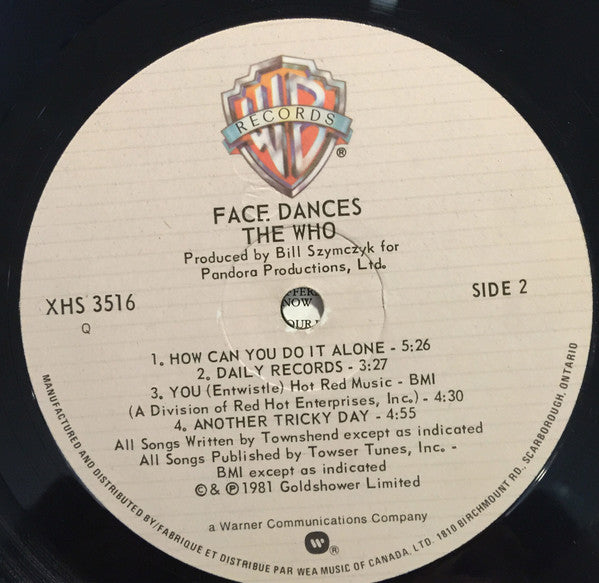 WB
RECORDS
®
FACE DANCES
THE WHO
Produced by Bill Szymczyk for
Pandora Productions, Ltd.
XHS 3516
Q
SIDE 2
NOW
1. HOW CAN YOU DO IT ALONE - 5:26
2. DAILY RECORDS - 3:27
3. YOU (Entwistle) Hot Red Music - BMI
(A Division of Red Hot Enterprises, Inc.) - 4:30
4. ANOTHER TRICKY DAY - 4:55
All Songs Written by Townshend except as indicated
All Songs Published by Towser Tunes, Inc. -
BMI except as indicated
© & ℗ 1981 Goldshower Limited
a Warner Communications Company
®
MANUFACTURED AND DISTRIBUTED BY/FABRIQUE ET DISTRIBUE PAR WEA MUSIC OF CANADA, LTD. 1810 BIRCHMOUNT RD., SCARBOROUGH, ONTARIO